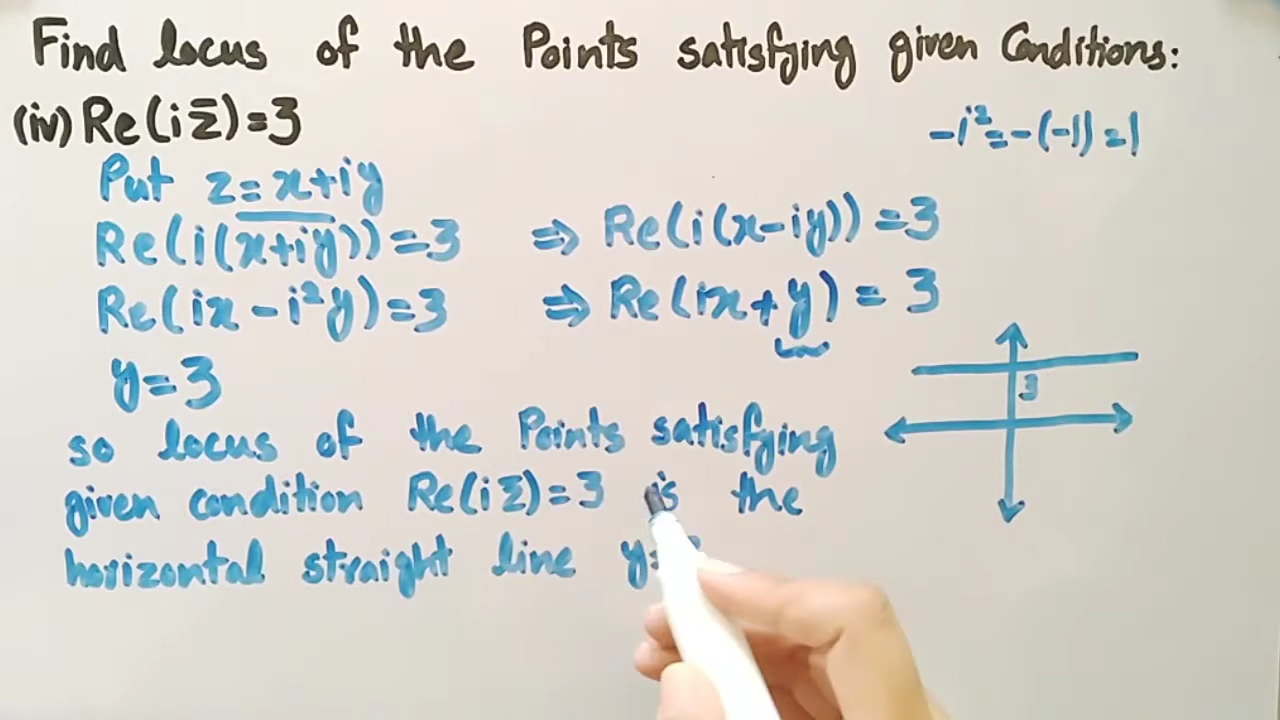 Find locus of the Points satisfying given Conditions:
(iv) Re(i z̅) = 3
-i² = -(-1) = 1
Put z = x+iy
Re(i(x+iy)̅) = 3 ⇒ Re(i(x-iy)) = 3
Re(ix - i²y) = 3 ⇒ Re(ix + y) = 3
y = 3
3
so locus of the Points satisfying
given condition Re(i z̅) = 3 is the
horizontal straight line y=